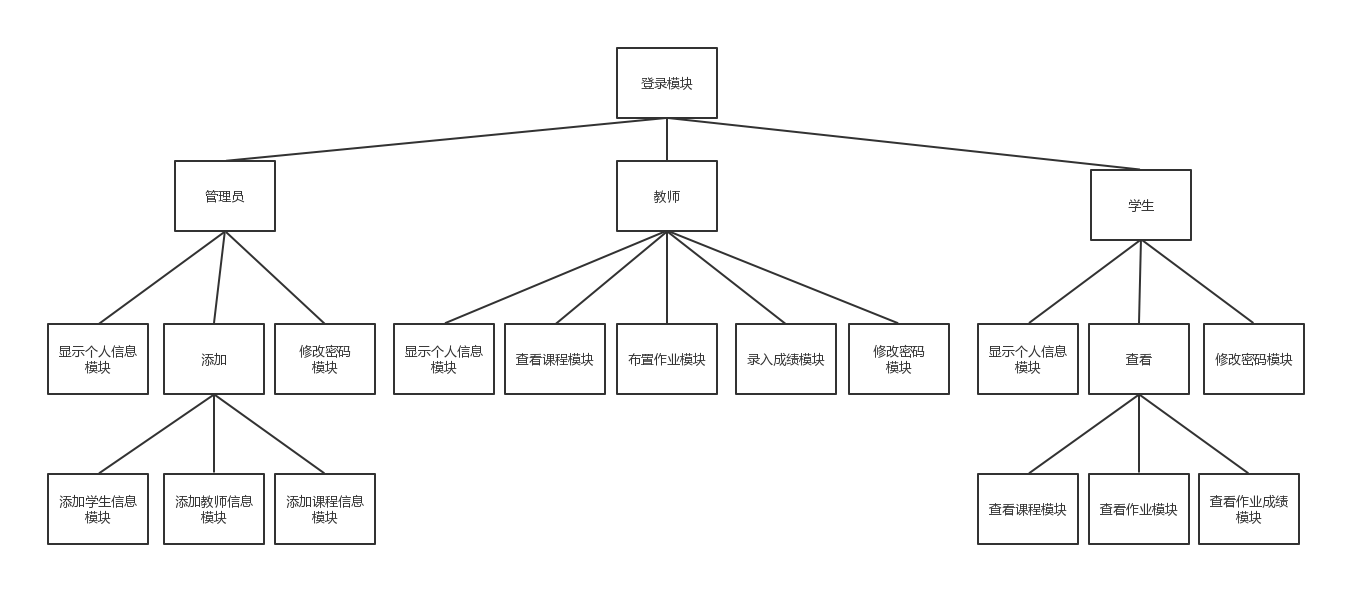 登录模块
管理员
教师
学生
显示个人信息
模块
添加
修改密码
模块
显示个人信息
模块
查看课程模块
布置作业模块
录入成绩模块
修改密码
模块
显示个人信息
模块
查看
修改密码模块
添加学生信息
模块
添加教师信息
模块
添加课程信息
模块
查看课程模块
查看作业模块
查看作业成绩
模块